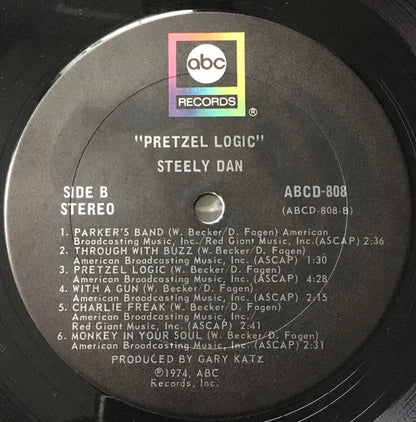 abc
RECORDS
®
"PRETZEL LOGIC"
STEELY DAN
SIDE B ABCD-808
STEREO (ABCD-808-B)
1. PARKER'S BAND (W. Becker/D. Fagen) American
Broadcasting Music, Inc./Red Giant Music, Inc.(ASCAP) 2:36
2. THROUGH WITH BUZZ (W. Becker/D. Fagen)
American Broadcasting Music, Inc. (ASCAP) 1:30
3. PRETZEL LOGIC (W. Becker/D. Fagen) American
Broadcasting Music, Inc. (ASCAP) 4:28
4. WITH A GUN (W. Becker/D. Fagen) American
Broadcasting Music, Inc. (ASCAP) 2:15
5. CHARLIE FREAK (W. Becker/D. Fagen)
American Broadcasting Music, Inc./
Red Giant Music, Inc. (ASCAP) 2:41
6. MONKEY IN YOUR SOUL (W. Becker/D. Fagen)
American Broadcasting Music, Inc. (ASCAP) 2:31
PRODUCED BY GARY KATZ
℗1974, ABC
Records, Inc.